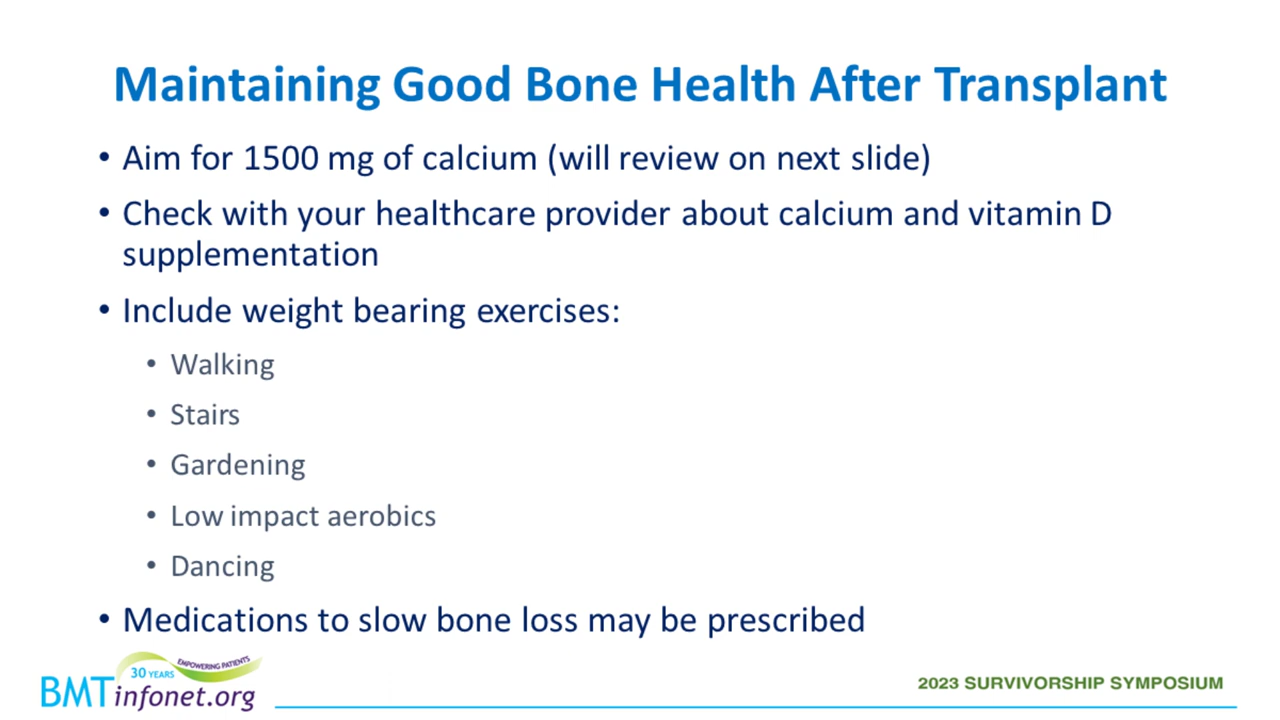 Maintaining Good Bone Health After Transplant
• Aim for 1500 mg of calcium (will review on next slide)
• Check with your healthcare provider about calcium and vitamin D
supplementation
• Include weight bearing exercises:
• Walking
• Stairs
• Gardening
• Low impact aerobics
• Dancing
• Medications to slow bone loss may be prescribed
30 YEARS EMPOWERING PATIENTS
BMTinfonet.org
2023 SURVIVORSHIP SYMPOSIUM